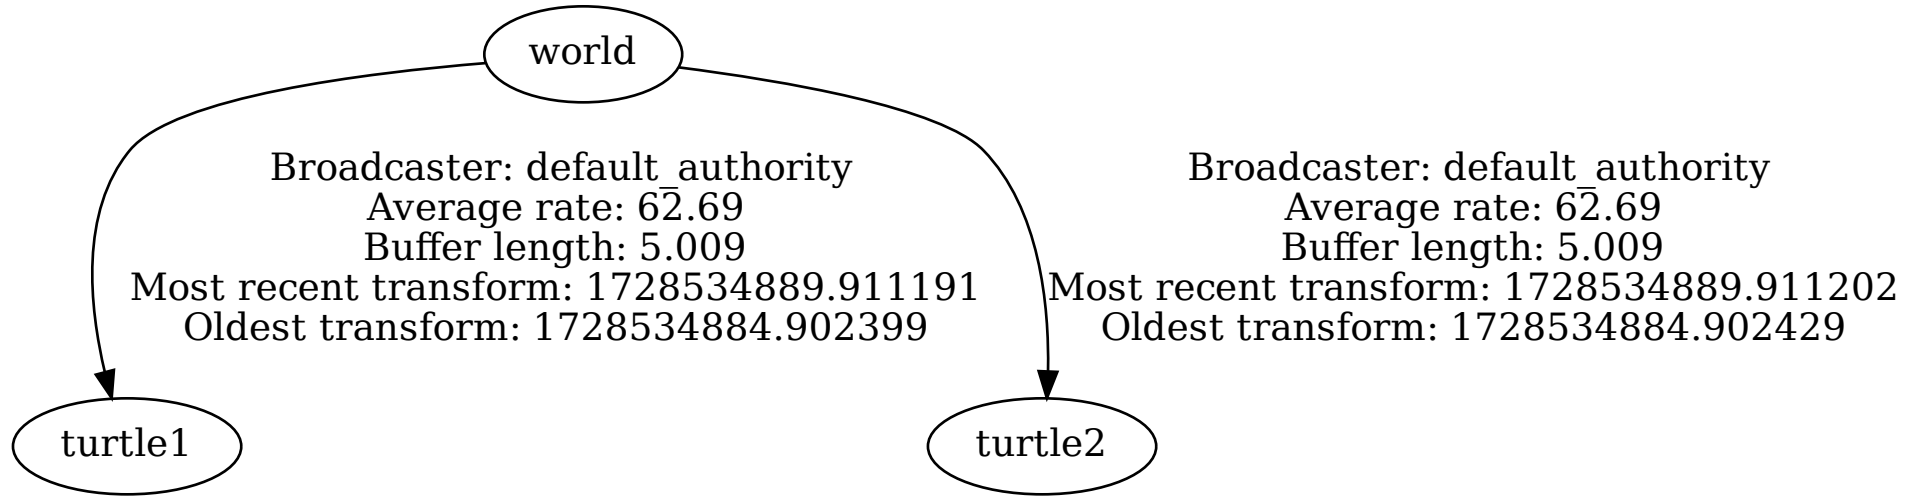 world
Broadcaster: default_authority
Average rate: 62.69
Buffer length: 5.009
Most recent transform: 1728534889.911191
Oldest transform: 1728534884.902399
Broadcaster: default_authority
Average rate: 62.69
Buffer length: 5.009
Most recent transform: 1728534889.911202
Oldest transform: 1728534884.902429
turtle1
turtle2